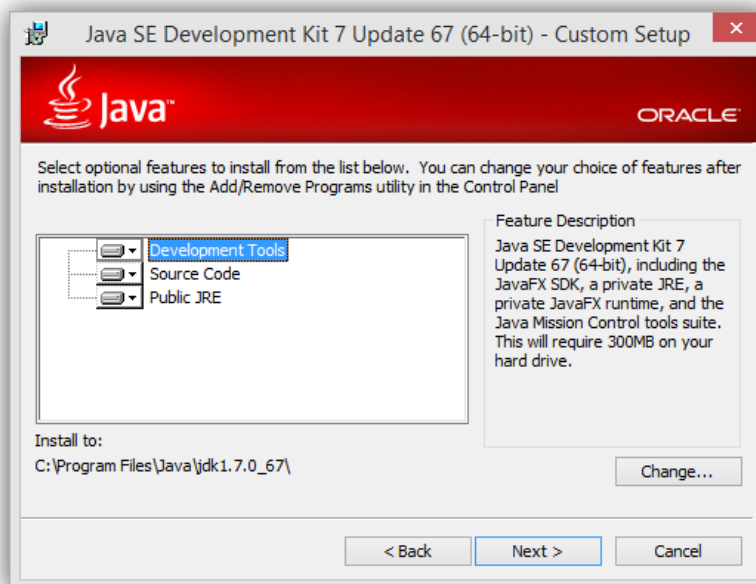 Java SE Development Kit 7 Update 67 (64-bit) - Custom Setup
Java™
ORACLE
Select optional features to install from the list below. You can change your choice of features after
installation by using the Add/Remove Programs utility in the Control Panel
Development Tools
Source Code
Public JRE
Feature Description
Java SE Development Kit 7
Update 67 (64-bit), including the
JavaFX SDK, a private JRE, a
private JavaFX runtime, and the
Java Mission Control tools suite.
This will require 300MB on your
hard drive.
Install to:
C:\Program Files\Java\jdk1.7.0_67\
Change...
< Back
Next >
Cancel